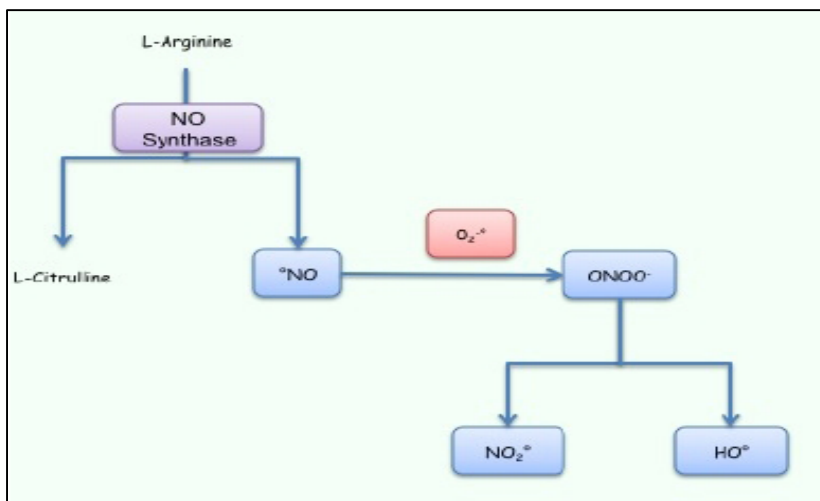 L-Arginine
NO
Synthase
O₂⁻°
L-Citrulline
°NO
ONOO⁻
NO₂°
HO°